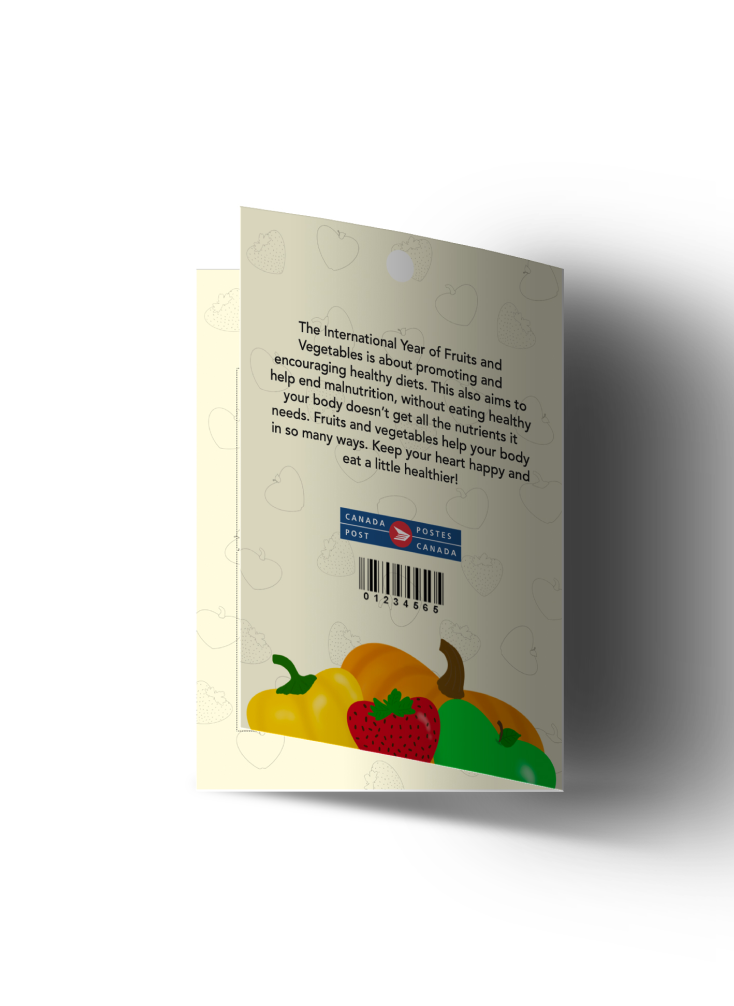 The International Year of Fruits and
Vegetables is about promoting and
encouraging healthy diets. This also aims to
help end malnutrition, without eating healthy
your body doesn't get all the nutrients it
needs. Fruits and vegetables help your body
in so many ways. Keep your heart happy and
eat a little healthier!
CANADA POSTES
POST CANADA
01234565